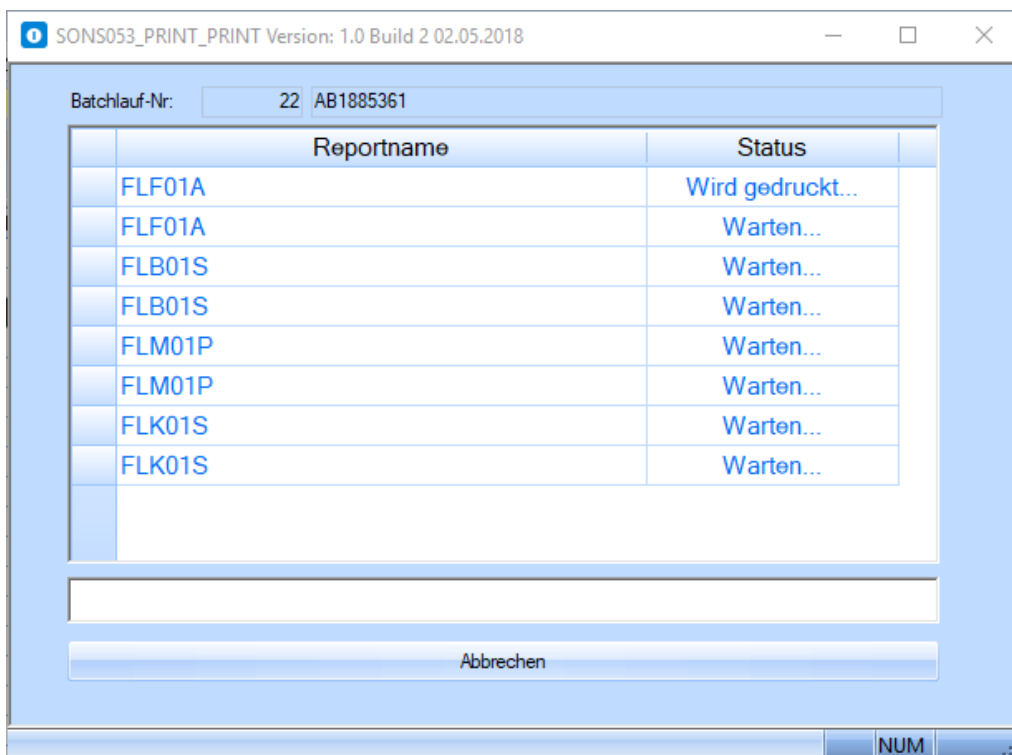 SONS053_PRINT_PRINT Version: 1.0 Build 2 02.05.2018
Batchlauf-Nr: 22 AB1885361
Reportname Status
FLF01A Wird gedruckt...
FLF01A Warten...
FLB01S Warten...
FLB01S Warten...
FLM01P Warten...
FLM01P Warten...
FLK01S Warten...
FLK01S Warten...
Abbrechen
NUM